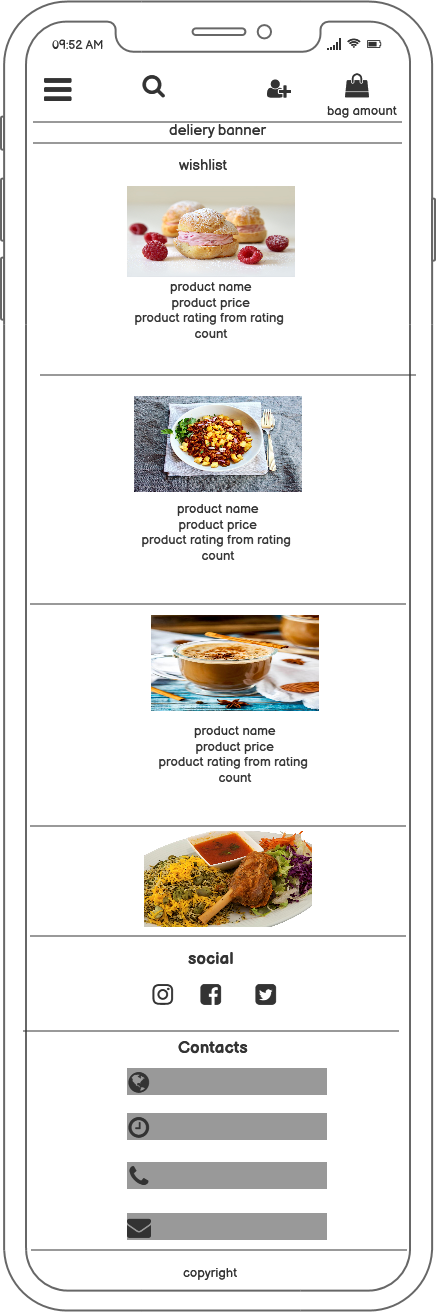 09:52 AM
bag amount
deliery banner
wishlist
product name
product price
product rating from rating
count
product name
product price
product rating from rating
count
product name
product price
product rating from rating
count
social
Contacts
copyright